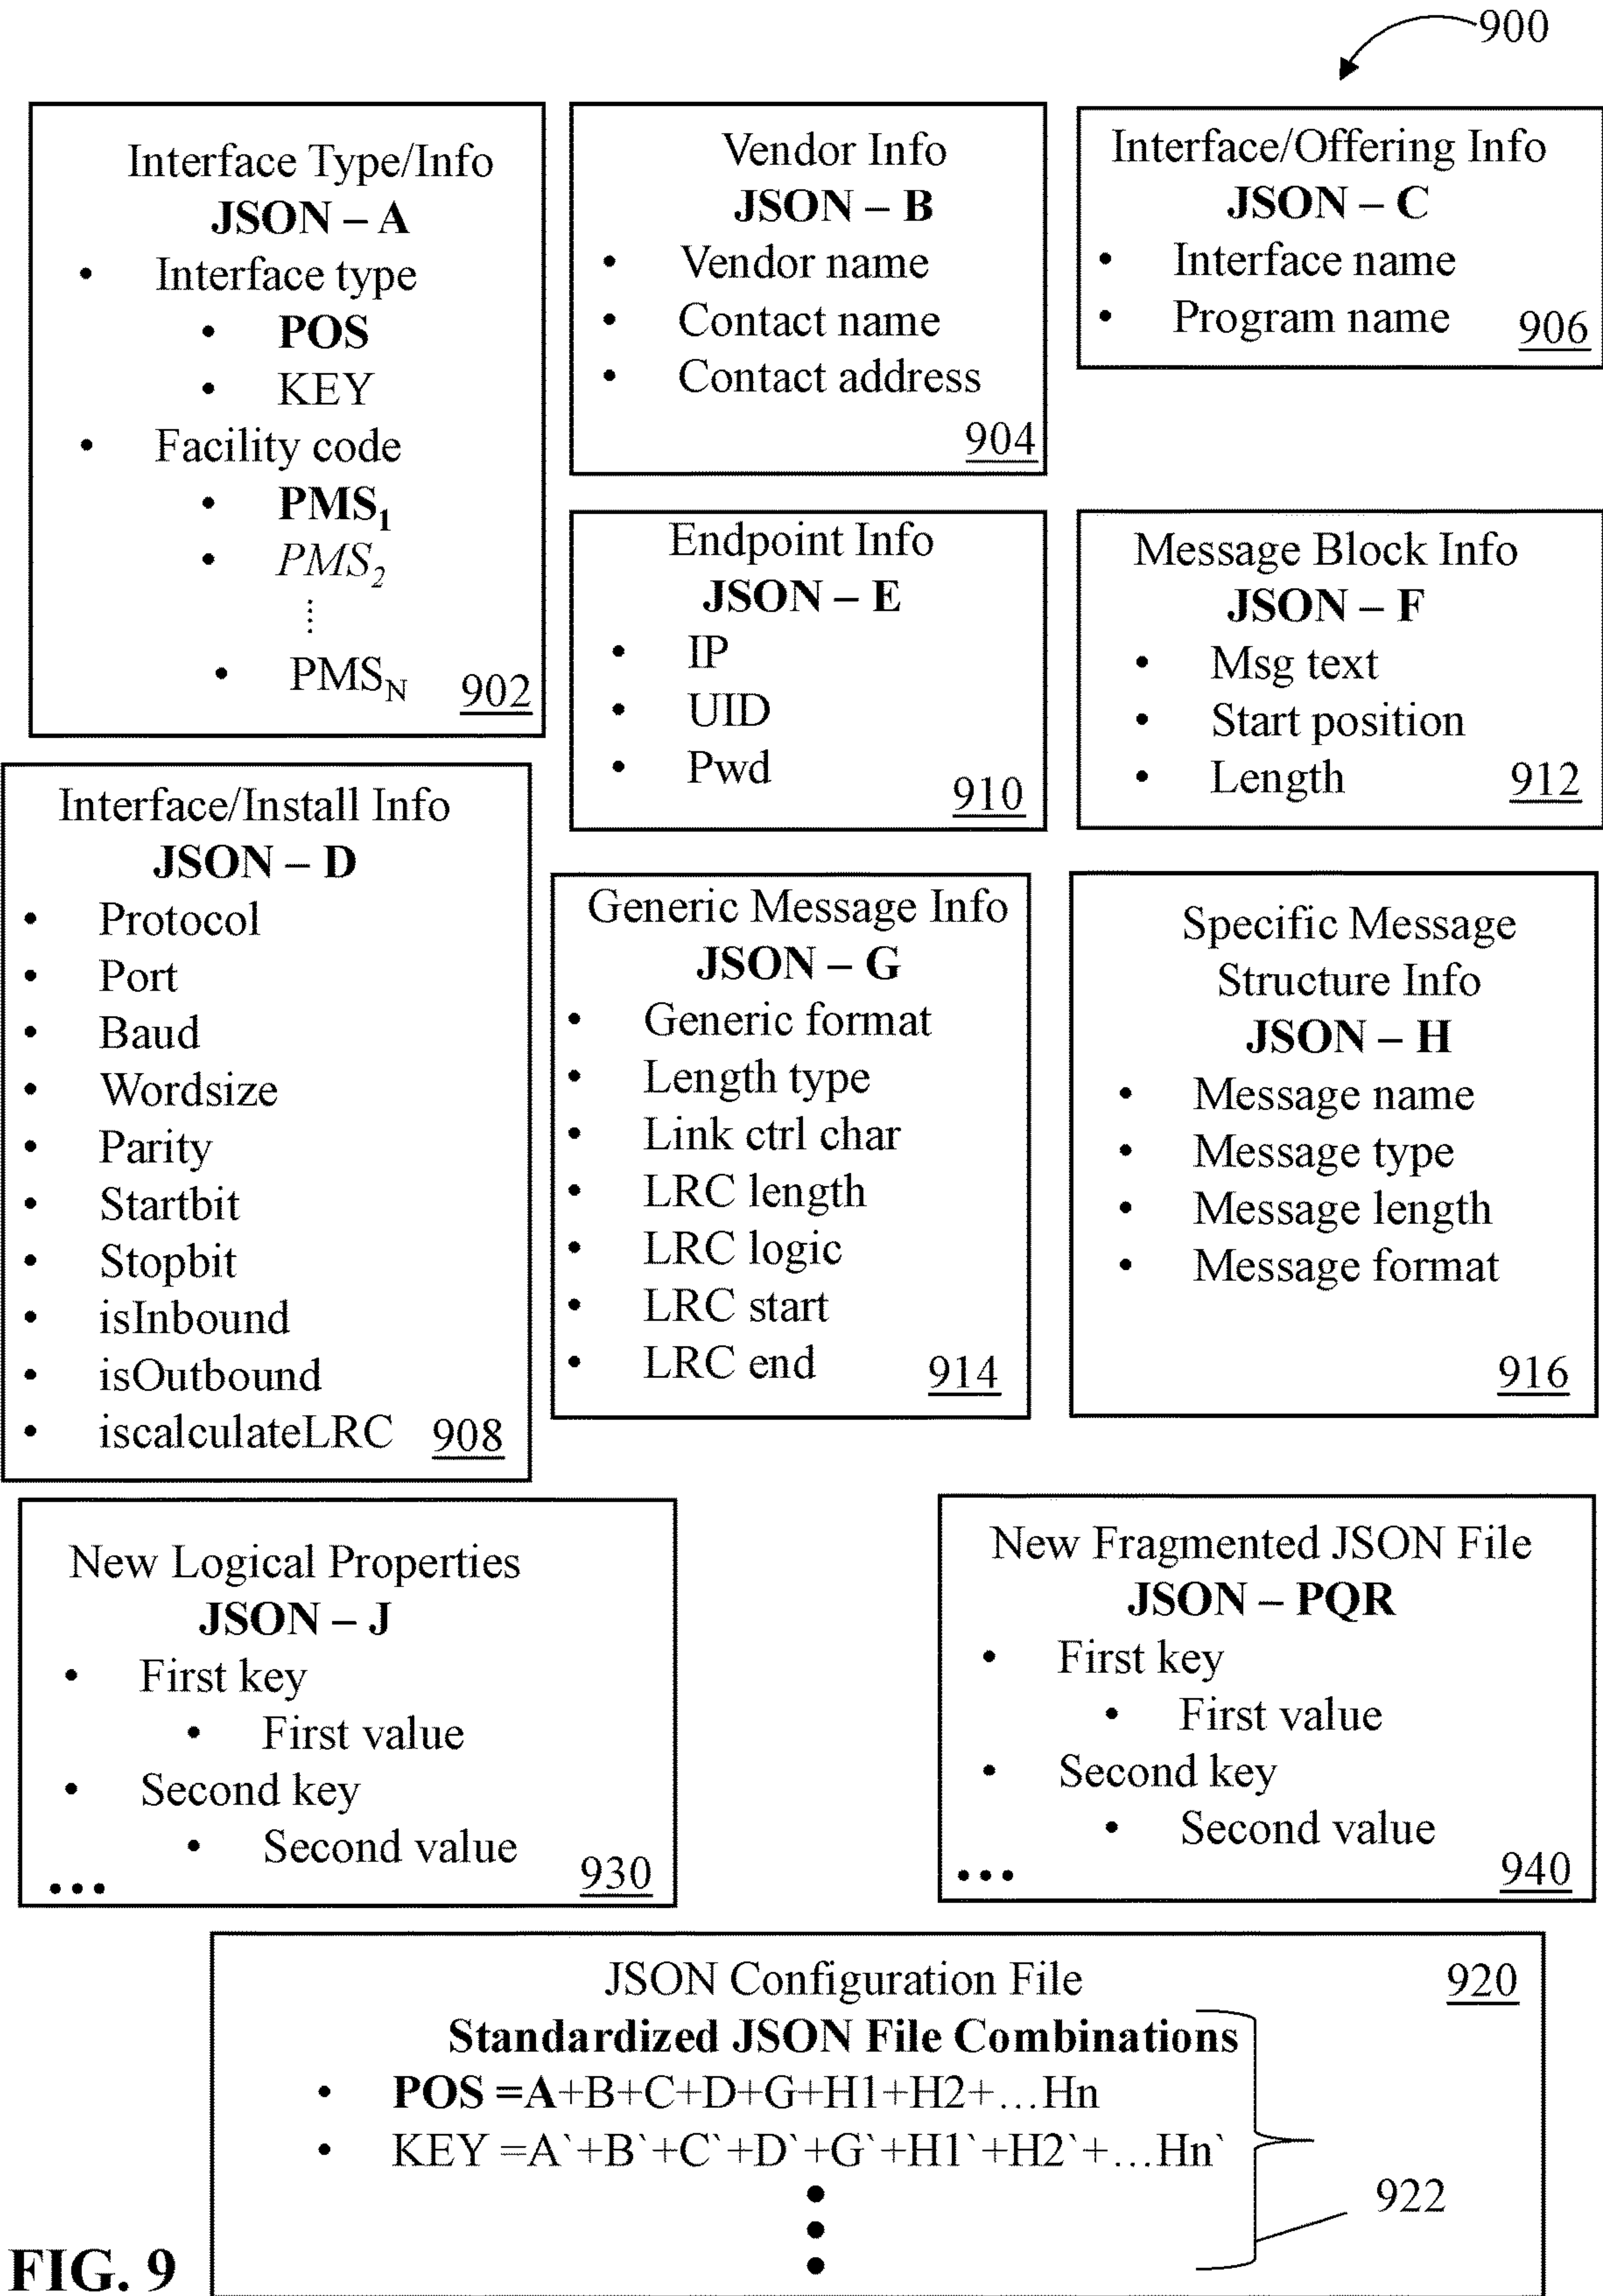 900
Interface Type/Info
JSON – A
• Interface type
• POS
• KEY
• Facility code
• PMS₁
• PMS₂
• PMS_N
902
Vendor Info
JSON – B
• Vendor name
• Contact name
• Contact address
904
Interface/Offering Info
JSON – C
• Interface name
• Program name
906
Endpoint Info
JSON – E
• IP
• UID
• Pwd
910
Message Block Info
JSON – F
• Msg text
• Start position
• Length
912
Interface/Install Info
JSON – D
• Protocol
• Port
• Baud
• Wordsize
• Parity
• Startbit
• Stopbit
• isInbound
• isOutbound
• iscalculateLRC
908
Generic Message Info
JSON – G
• Generic format
• Length type
• Link ctrl char
• LRC length
• LRC logic
• LRC start
• LRC end
914
Specific Message
Structure Info
JSON – H
• Message name
• Message type
• Message length
• Message format
916
New Logical Properties
JSON – J
• First key
• First value
• Second key
• Second value
...
930
New Fragmented JSON File
JSON – PQR
• First key
• First value
• Second key
• Second value
...
940
JSON Configuration File
920
Standardized JSON File Combinations
• POS =A+B+C+D+G+H1+H2+…Hn
• KEY =A`+B`+C`+D`+G`+H1`+H2`+…Hn`
922
FIG. 9